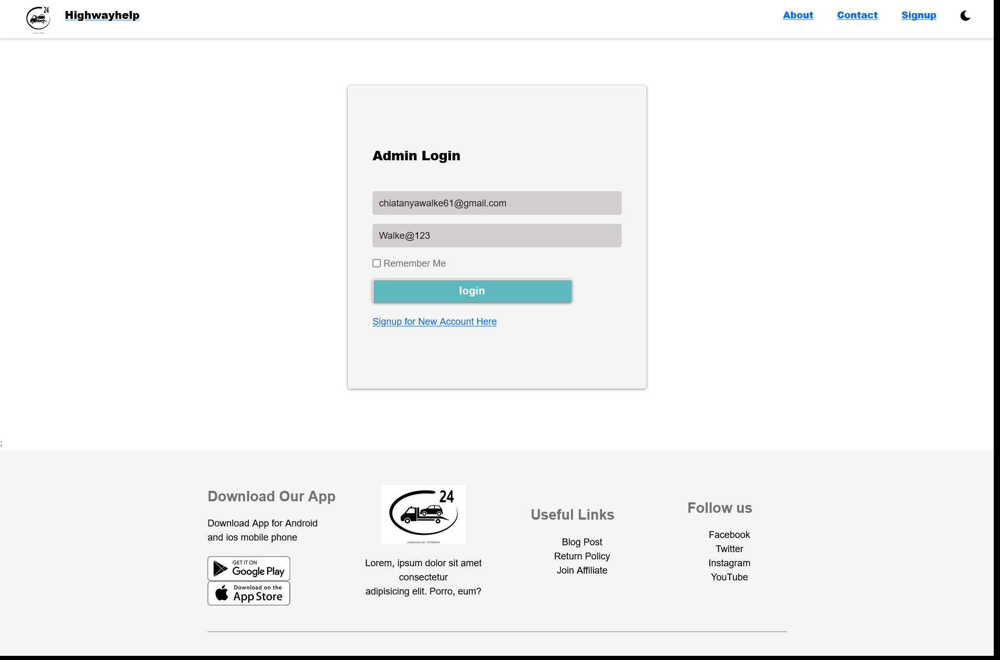 24
Highwayhelp
About
Contact
Signup
Admin Login
chiatanyawalke61@gmail.com
Walke@123
Remember Me
login
Signup for New Account Here
;
Download Our App
Download App for Android
and ios mobile phone
GET IT ON
Google Play
Download on the
App Store
24
shutterstock.com · 1973504195
Lorem, ipsum dolor sit amet
consectetur
adipisicing elit. Porro, eum?
Useful Links
Blog Post
Return Policy
Join Affiliate
Follow us
Facebook
Twitter
Instagram
YouTube